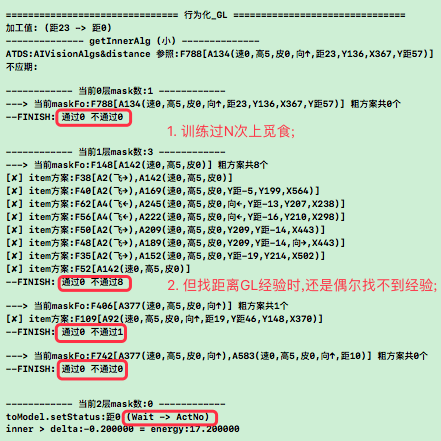 ============================== 行为化_GL ==============================
加工值: (距23 -> 距0)
-------------- getInnerAlg (小) --------------
ATDS:AIVisionAlgs&distance 参照:F788[A134(速0,高5,皮0,向↑,距23,Y136,X367,Y距57)]
不应期:
------------ 当前0层mask数:1 ------------
---> 当前maskFo:F788[A134(速0,高5,皮0,向↑,距23,Y136,X367,Y距57)] 粗方案共0个
--FINISH: 通过0 不通过0
1. 训练过N次上觅食;
------------ 当前1层mask数:3 ------------
---> 当前maskFo:F148[A142(速0,高5,皮0)] 粗方案共8个
[✗] item方案:F38[A2(飞↑),A142(速0,高5,皮0)]
[✗] item方案:F40[A2(飞↑),A169(速0,高5,皮0,Y距-5,Y199,X564)]
[✗] item方案:F62[A4(飞↓),A244(速0,高5,皮0,向←,Y距-13,Y207,X238)]
[✗] item方案:F56[A4(飞↓),A222(速0,高5,皮0,向←,Y距-16,Y210,X298)]
[✗] item方案:F50[A2(飞↑),A209(速0,高5,皮0,Y209,Y距-14,X443)]
[✗] item方案:F48[A2(飞↑),A189(速0,高5,皮0,Y209,Y距-14,向→,X443)]
[✗] item方案:F35[A2(飞↑),A152(速0,高5,皮0,Y距-19,Y214,X502)]
[✗] item方案:F52[A142(速0,高5,皮0)]
--FINISH: 通过0 不通过8
2. 但找距离GL经验时,还是偶尔找不到经验;
---> 当前maskFo:F406[A377(速0,高5,皮0,向↑)] 粗方案共1个
[✗] item方案:F109[A92(速0,高5,皮0,向↑,距19,Y距46,Y148,X370)]
--FINISH: 通过0 不通过1
---> 当前maskFo:F742[A377(速0,高5,皮0,向↑),A583(速0,高5,皮0,向↑,距10)] 粗方案共0个
--FINISH: 通过0 不通过0
------------ 当前2层mask数:0 ------------
toModel.setStatus:距0 (Wait -> ActNo)
inner > delta:-0.200000 = energy:17.200000